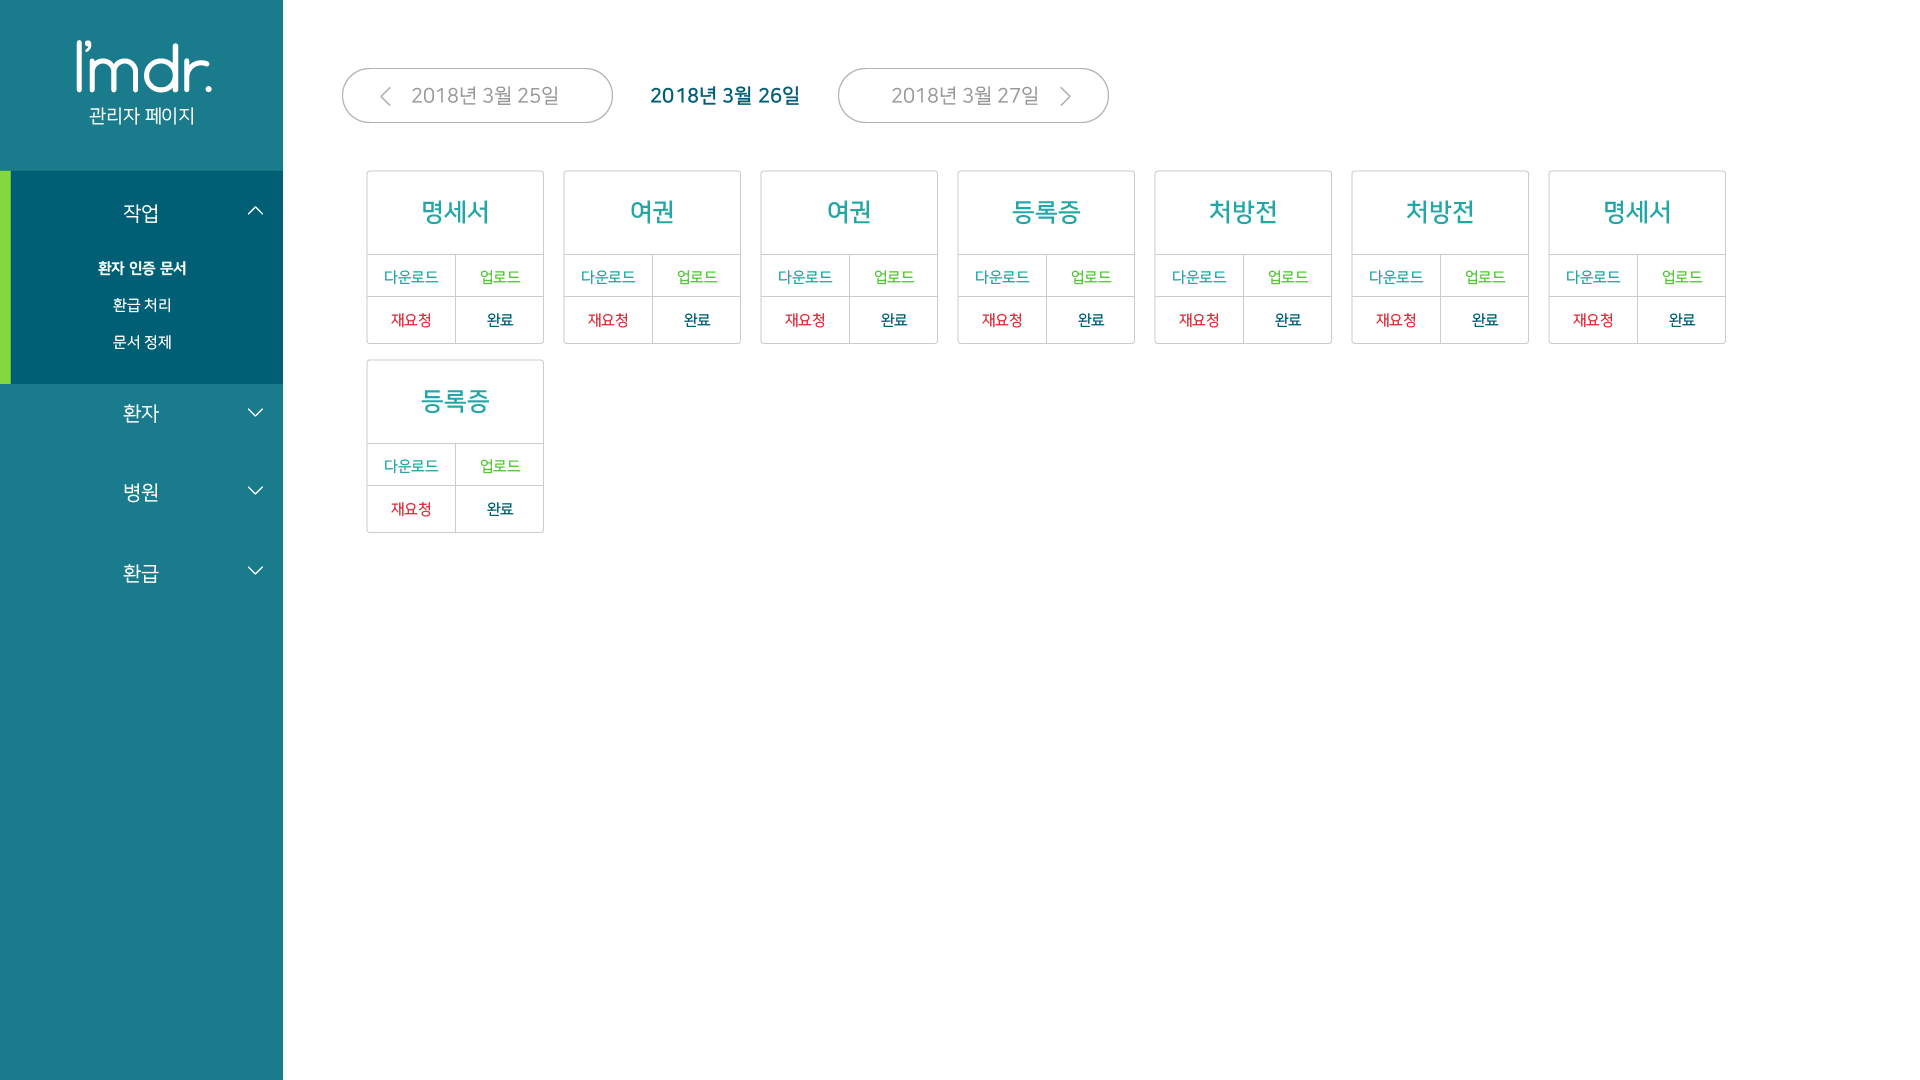 I'mdr.
관리자 페이지
작업
환자 인증 문서
환급 처리
문서 정제
환자
병원
환급
2018년 3월 25일
2018년 3월 26일
2018년 3월 27일
명세서
다운로드 업로드
재요청 완료
여권
다운로드 업로드
재요청 완료
여권
다운로드 업로드
재요청 완료
등록증
다운로드 업로드
재요청 완료
처방전
다운로드 업로드
재요청 완료
처방전
다운로드 업로드
재요청 완료
명세서
다운로드 업로드
재요청 완료
등록증
다운로드 업로드
재요청 완료